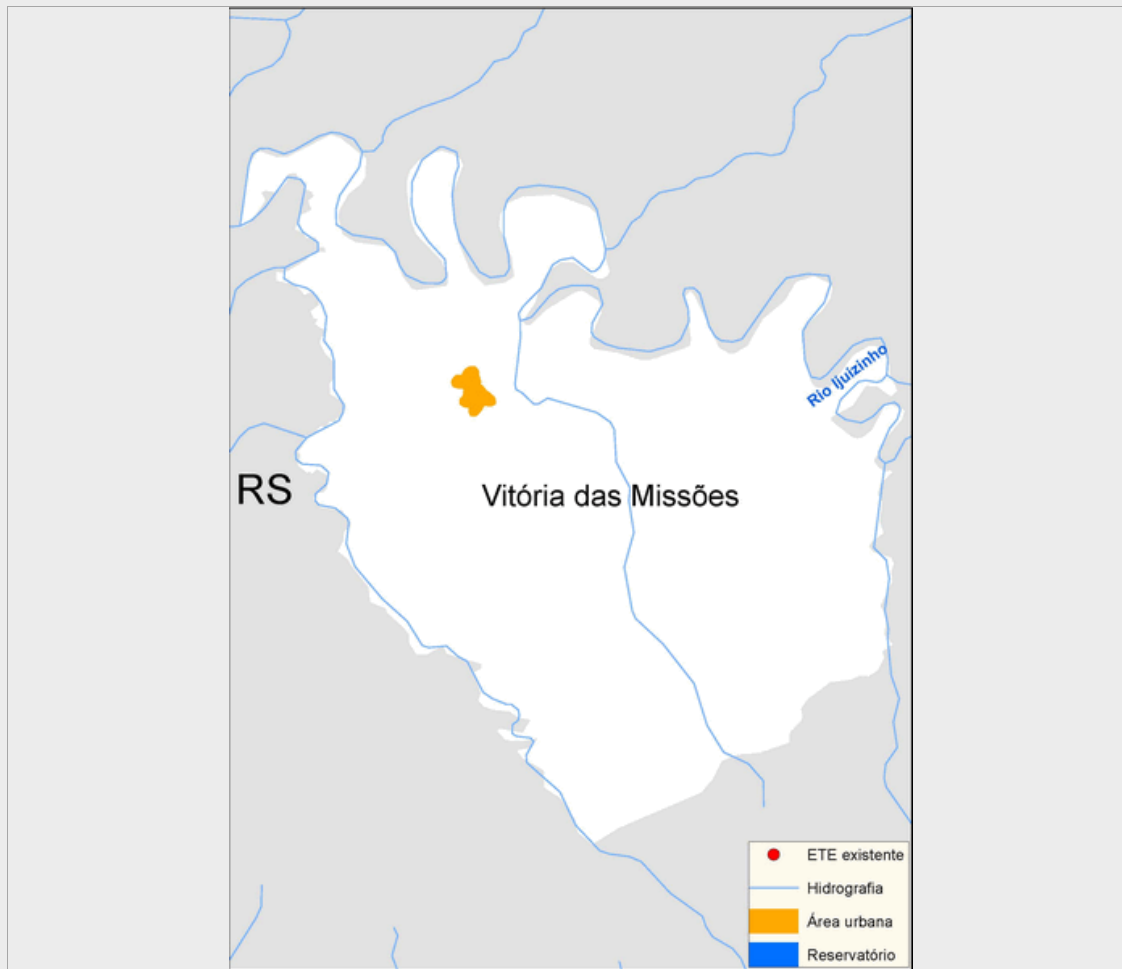 Rio Ijuizinho
RS
Vitória das Missões
ETE existente
Hidrografia
Área urbana
Reservatório